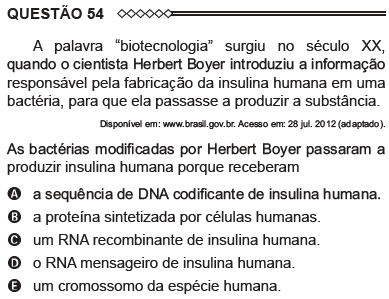 QUESTÃO 54
A palavra “biotecnologia” surgiu no século XX,
quando o cientista Herbert Boyer introduziu a informação
responsável pela fabricação da insulina humana em uma
bactéria, para que ela passasse a produzir a substância.
Disponível em: www.brasil.gov.br. Acesso em: 28 jul. 2012 (adaptado).
As bactérias modificadas por Herbert Boyer passaram a
produzir insulina humana porque receberam
A a sequência de DNA codificante de insulina humana.
B a proteína sintetizada por células humanas.
C um RNA recombinante de insulina humana.
D o RNA mensageiro de insulina humana.
E um cromossomo da espécie humana.